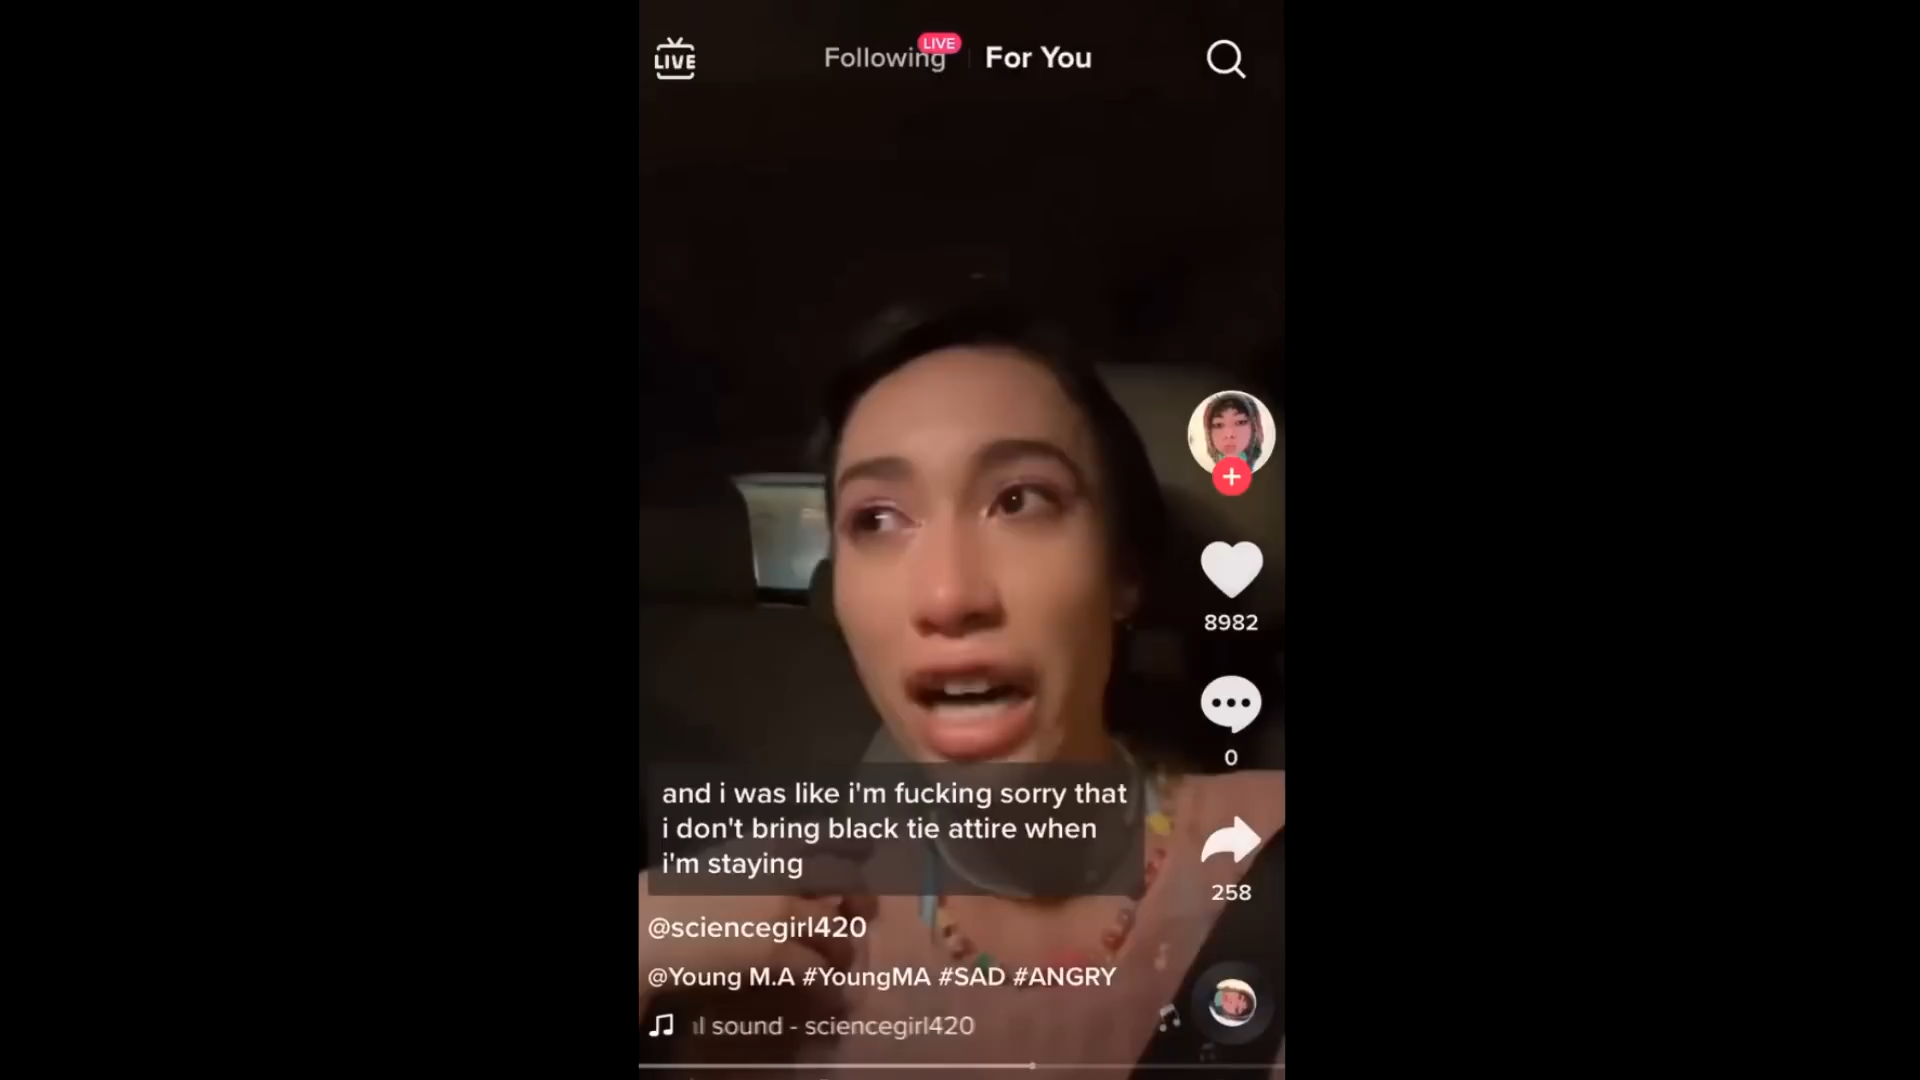 LIVE
Following
LIVE
For You
8982
0
258
and i was like i'm fucking sorry that
i don't bring black tie attire when
i'm staying
@sciencegirl420
@Young M.A #YoungMA #SAD #ANGRY
l sound - sciencegirl420